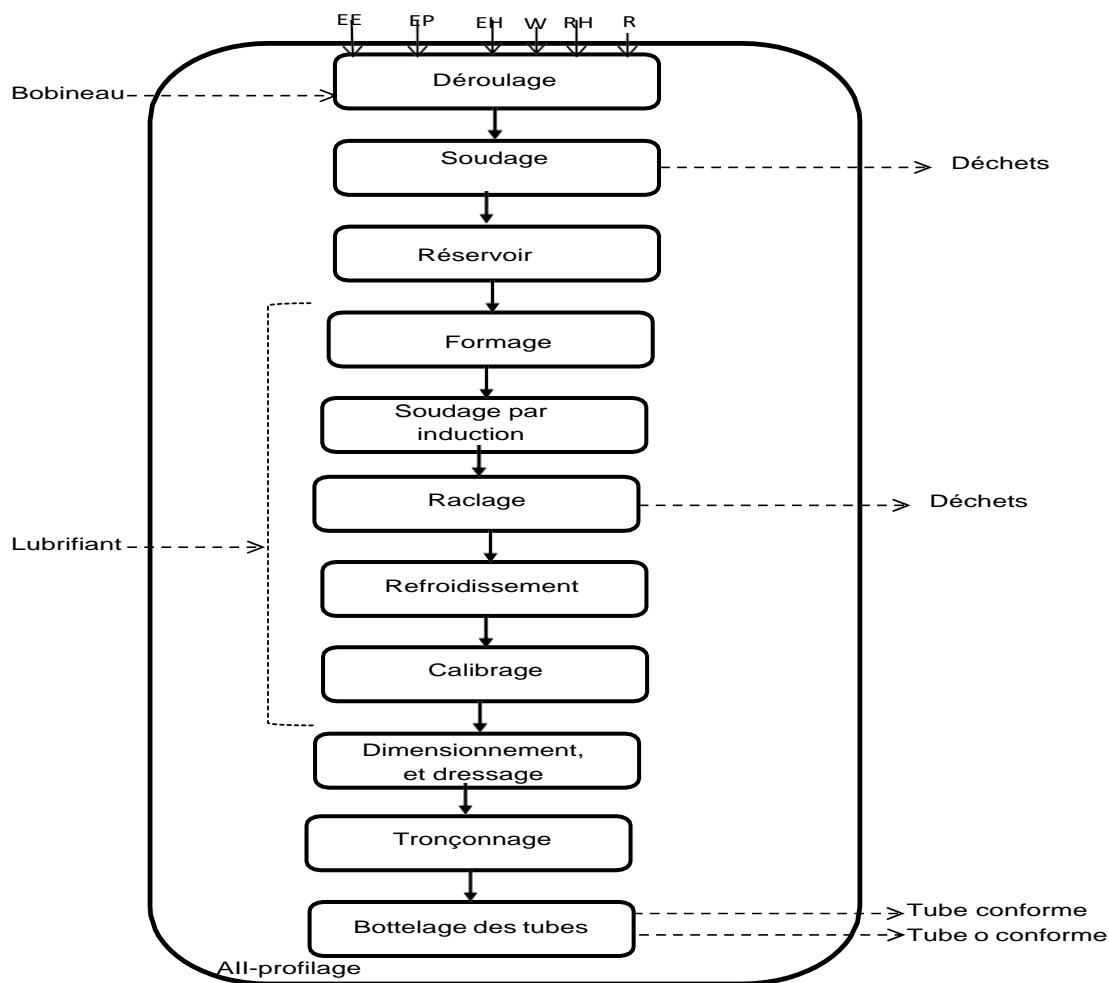 EE EP EH W RH R
Déroulage
Bobineau
Soudage
Déchets
Réservoir
Formage
Soudage par
induction
Raclage
Déchets
Lubrifiant
Refroidissement
Calibrage
Dimensionnement,
et dressage
Tronçonnage
Bottelage des tubes
Tube conforme
Tube o conforme
AII-profilage